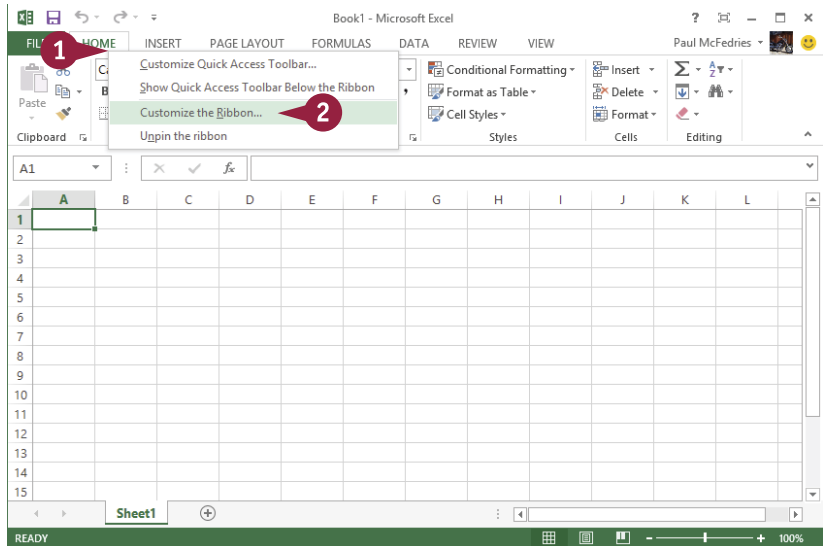 Book1 - Microsoft Excel
?
HOME INSERT PAGE LAYOUT FORMULAS DATA REVIEW VIEW Paul McFedries
1
Customize Quick Access Toolbar...
Show Quick Access Toolbar Below the Ribbon
Customize the Ribbon...
2
Unpin the ribbon
Paste
B
Clipboard
,
Conditional Formatting
Format as Table
Cell Styles
Styles
Insert
Delete
Format
Cells
Editing
A1 fx
A B C D E F G H I J K L
1
2
3
4
5
6
7
8
9
10
11
12
13
14
15
Sheet1
READY 100%